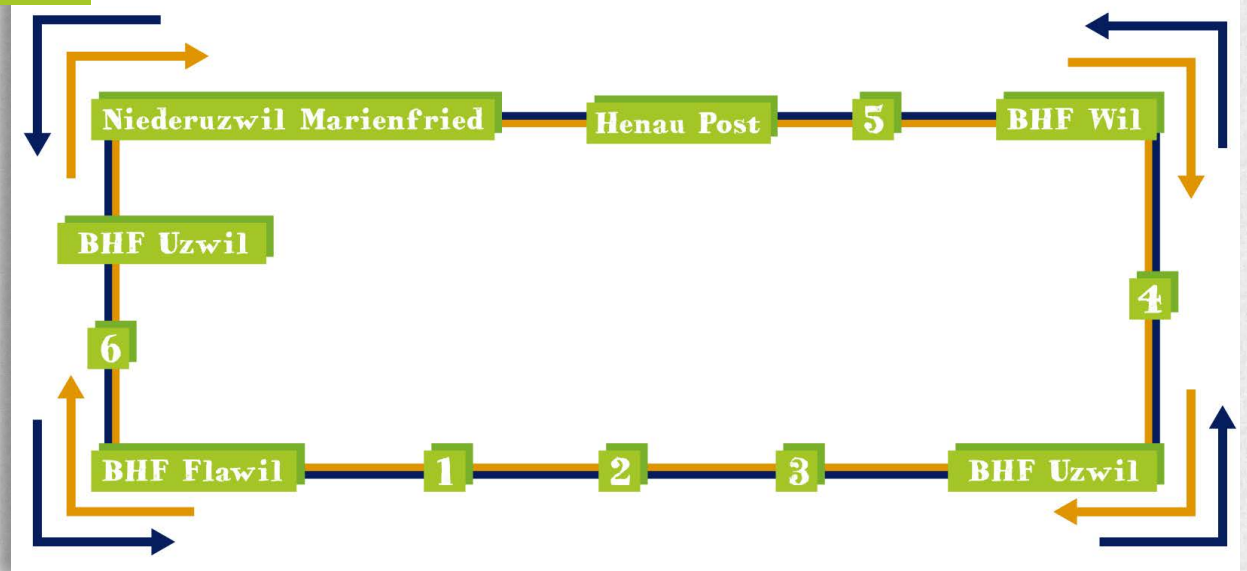 Niederuzwil Marienfried
Henau Post
5
BHF Wil
BHF Uzwil
4
6
BHF Flawil
1
2
3
BHF Uzwil